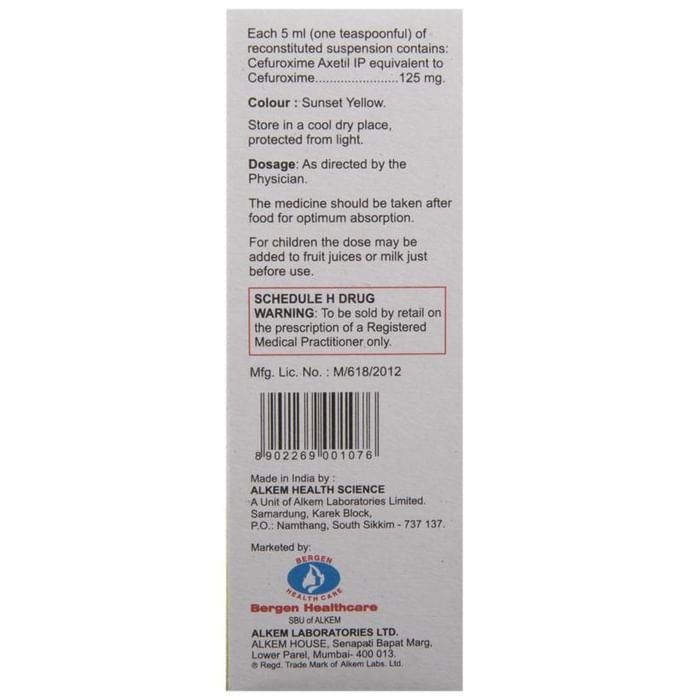 Each 5 ml (one teaspoonful) of
reconstituted suspension contains:
Cefuroxime Axetil IP equivalent to
Cefuroxime.......................125 mg.
Colour : Sunset Yellow.
Store in a cool dry place,
protected from light.
Dosage: As directed by the
Physician.
The medicine should be taken after
food for optimum absorption.
For children the dose may be
added to fruit juices or milk just
before use.
SCHEDULE H DRUG
WARNING: To be sold by retail on
the prescription of a Registered
Medical Practitioner only.
Mfg. Lic. No. : M/618/2012
8 902269 001076
Made in India by :
ALKEM HEALTH SCIENCE
A Unit of Alkem Laboratories Limited.
Samardung, Karek Block,
P.O.: Namthang, South Sikkim - 737 137.
Marketed by:
BERGEN
HEALTH CARE
Bergen Healthcare
SBU of ALKEM
ALKEM LABORATORIES LTD.
ALKEM HOUSE, Senapati Bapat Marg,
Lower Parel, Mumbai- 400 013.
® Regd. Trade Mark of Alkem Labs. Ltd.